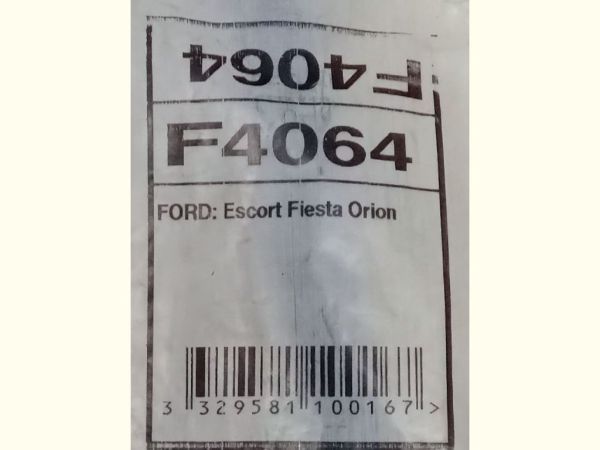 F4064
F4064
FORD: Escort Fiesta Orion
3 329581 100167 >